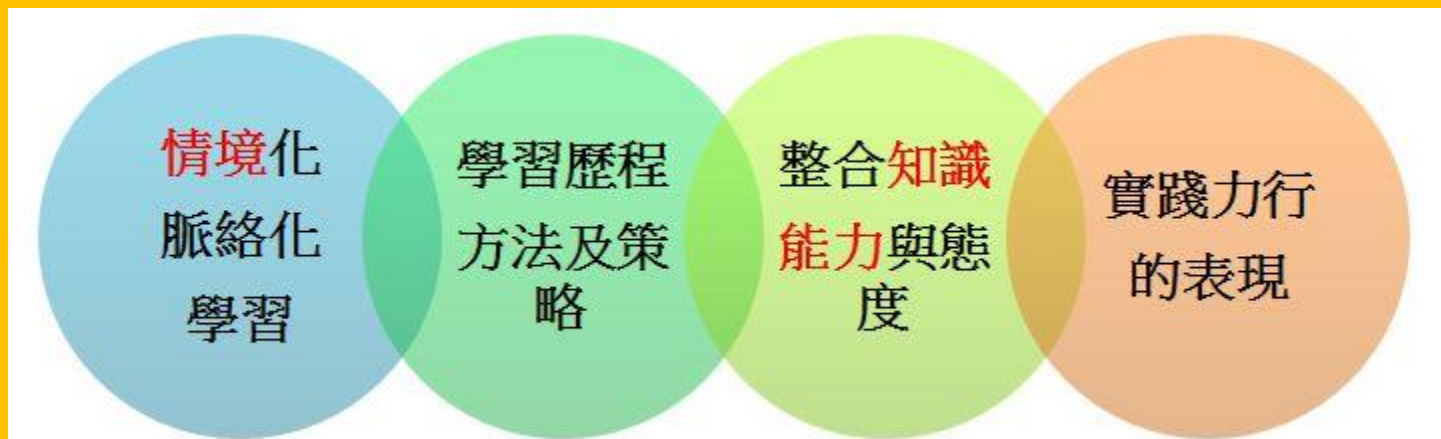 情境化
脈絡化
學習
學習歷程
方法及策
略
整合知識
能力與態
度
實踐力行
的表現